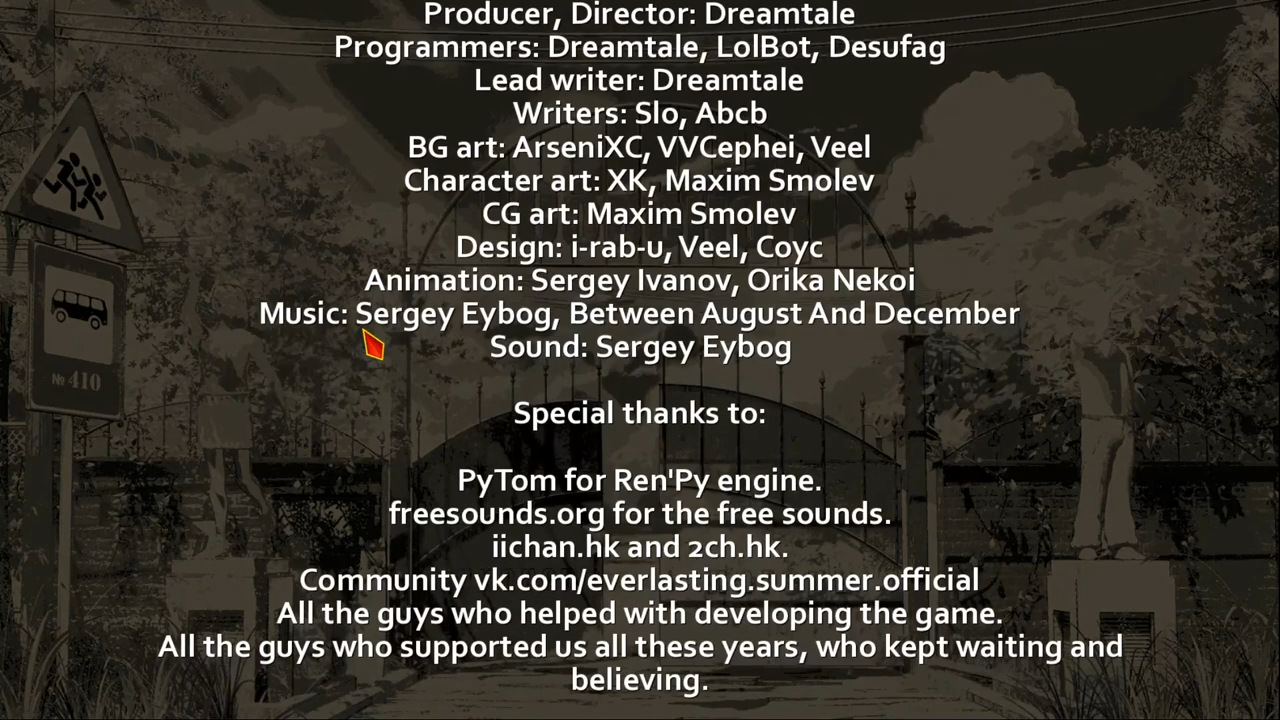 Producer, Director: Dreamtale
Programmers: Dreamtale, LolBot, Desufag
Lead writer: Dreamtale
Writers: Slo, Abcb
BG art: ArseniXC, VVCephei, Veel
Character art: XK, Maxim Smolev
CG art: Maxim Smolev
Design: i-rab-u, Veel, Coyc
Animation: Sergey Ivanov, Orika Nekoi
Music: Sergey Eybog, Between August And December
Sound: Sergey Eybog
№ 410
Special thanks to:
PyTom for Ren'Py engine.
freesounds.org for the free sounds.
iichan.hk and 2ch.hk.
Community vk.com/everlasting.summer.official
All the guys who helped with developing the game.
All the guys who supported us all these years, who kept waiting and
believing.